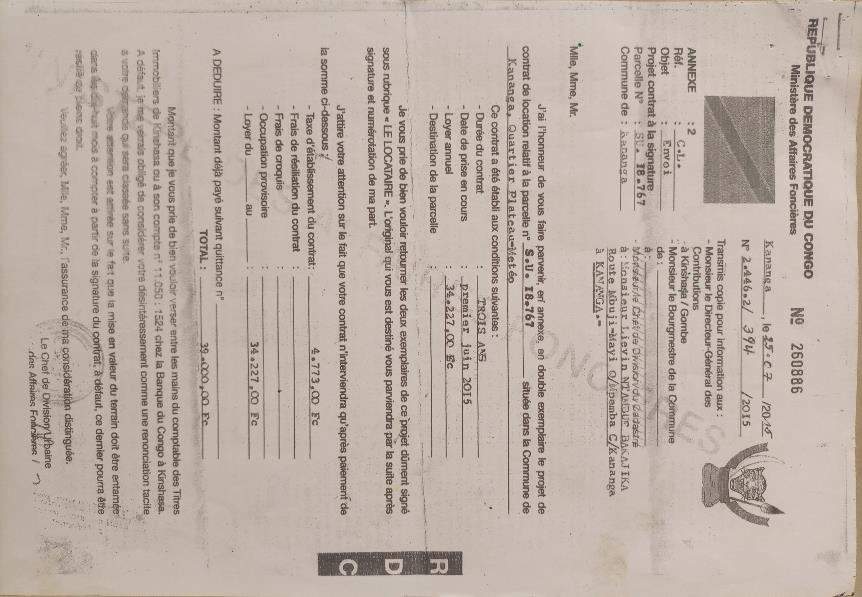 REPUBLIQUE DEMOCRATIQUE DU CONGO
Ministère des Affaires Foncières
Nº 260886
Kananga, le 25.07/2015
N° 2.446.2/ 394 /2015
Transmis copie pour information aux :
- Monsieur le Directeur-Général des
Contributions
à Kinshasa / Gombe
- Monsieur le Bourgmestre de la Commune
de:
à :
- Monsieur le Chef de Division du Cadastre
ANNEXE : 2
Réf. : C.L.
Objet : Envoi
Projet contrat à la signature
Parcelle N° : SU. I8.767
Commune de : Kananga
à : Monsieur Lievin NTAMBUE BAKAJIKA
Route Mbuji-Mayi Q/Mpemba C/Kananga
à KANANGA.=
Mlle, Mme, Mr.
J'ai l'honneur de vous faire parvenir, en annexe, en double exemplaire le projet de
contrat de location relatif à la parcelle n° S.U. I8.767 située dans la Commune de
Kananga, Quartier Plateau-Metéo
Ce contrat a été établi aux conditions suivantes :
- Durée du contrat : TROIS ANS
- Date de prise en cours : premier juin 2015
- Loyer annuel : 34.227,00 Fc
- Destination de la parcelle :
Je vous prie de bien vouloir retourner les deux exemplaires de ce projet dûment signé
sous rubrique « LE LOCATAIRE ». L'original qui vous est destiné vous parviendra par la suite après
signature et numérotation de ma part.
J'attire votre attention sur le fait que votre contrat n'interviendra qu'après paiement de
la somme ci-dessous :
- Taxe d'établissement du contrat : 4.773,00 Fc
- Frais de résiliation du contrat :
- Frais de croquis :
- Occupation provisoire :
- Loyer du au : 34.227,00 Fc
A DEDUIRE : Montant déjà payé suivant quittance n°
TOTAL : 39.000,00 Fc
Montant que je vous prie de bien vouloir verser entre les mains du comptable des Titres
Immobiliers de Kinshasa ou à son compte n° 11.050 : 1524 chez la Banque du Congo à Kinshasa.
A défaut, je me verrais obligé de considérer votre désintéressement comme une renonciation tacite
à votre demande qui sera classée sans suite.
Votre attention est attirée sur le fait que la mise en valeur du terrain doit être entamée
dans les dix-huit mois à compter à partir de la signature du contrat, à défaut, ce dernier pourra être
résilié de plein droit.
Veuillez agréer, Mlle, Mme, Mr., l'assurance de ma considération distinguée.
Le Chef de Division Urbaine
des Affaires Foncières
R D C